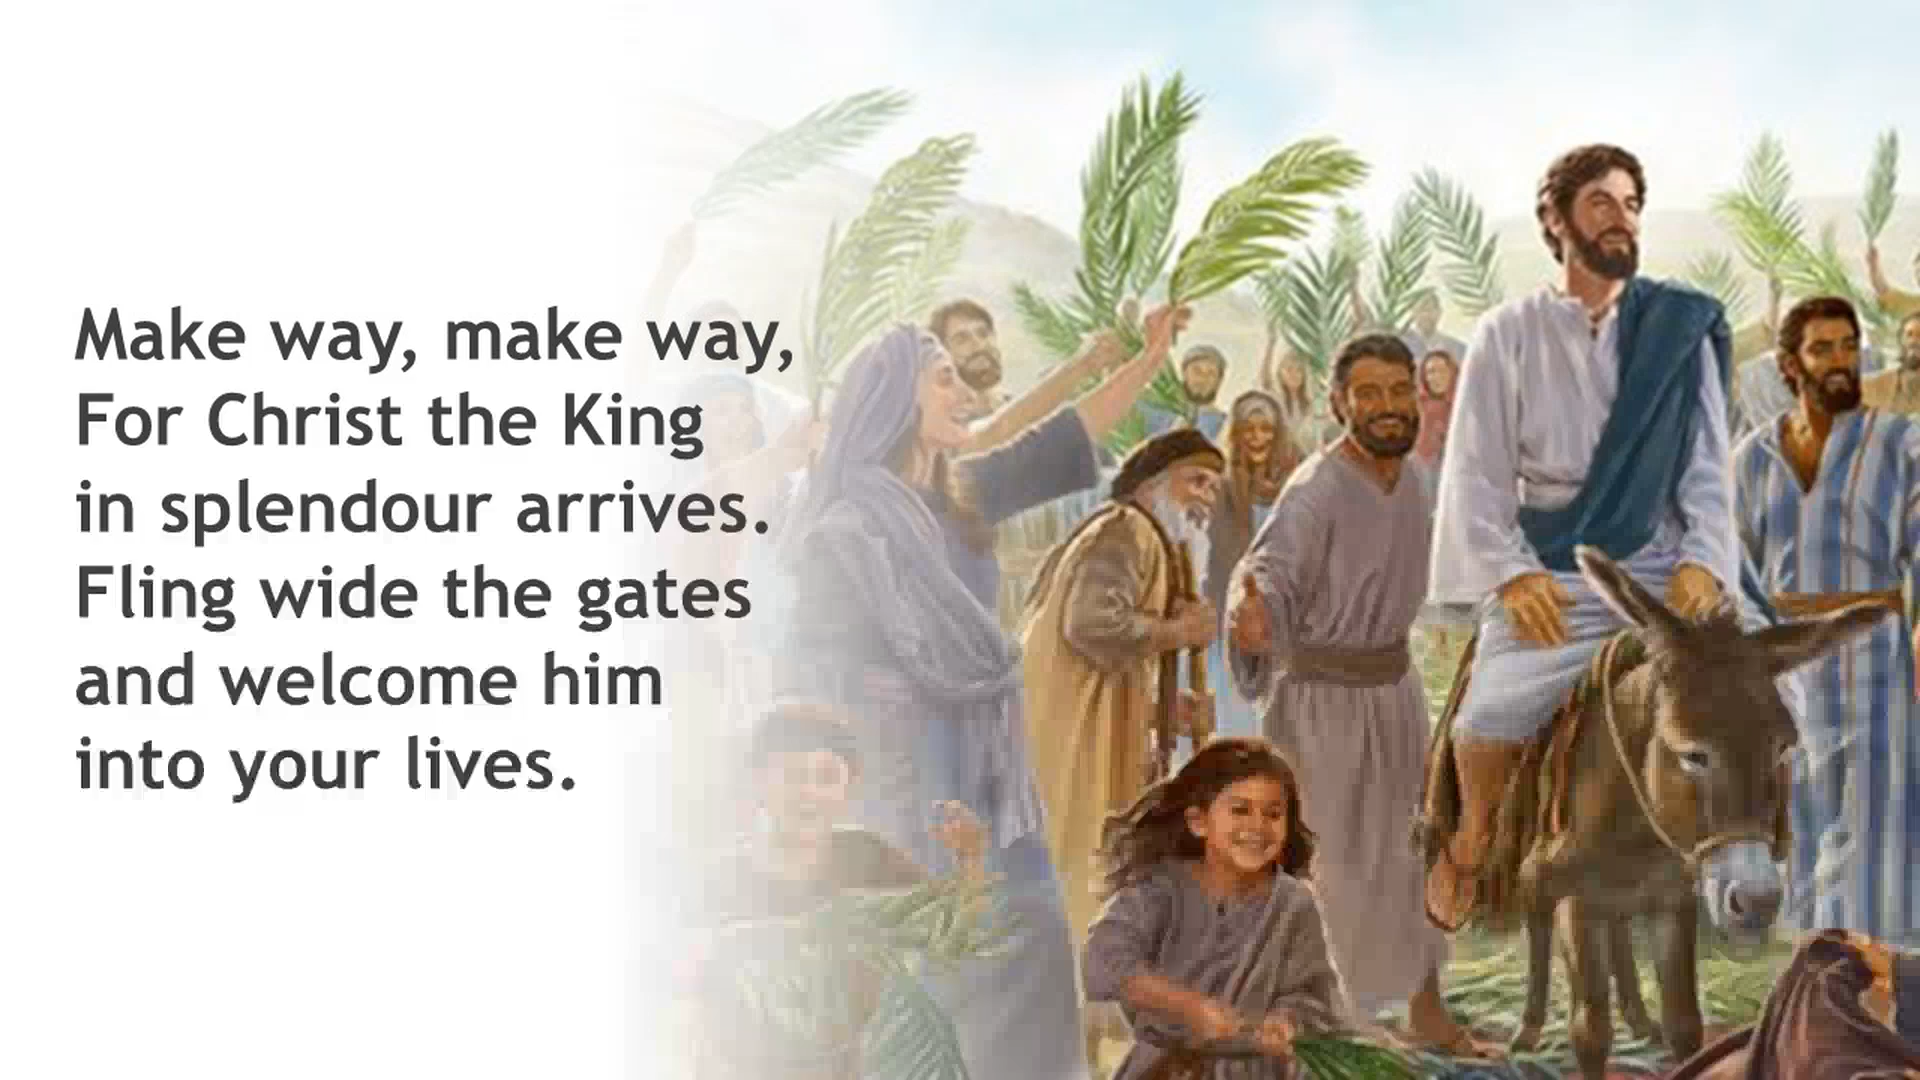 Make way, make way,
For Christ the King
in splendour arrives.
Fling wide the gates
and welcome him
into your lives.